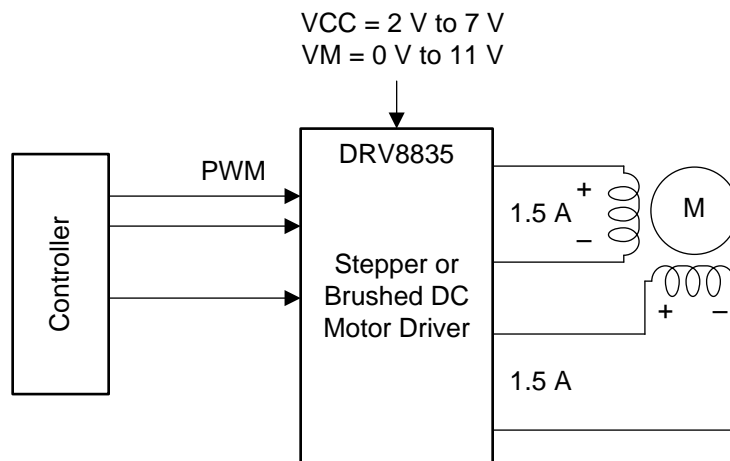 VCC = 2 V to 7 V
VM = 0 V to 11 V
Controller
PWM
DRV8835
Stepper or
Brushed DC
Motor Driver
+
1.5 A
–
M
+ –
1.5 A